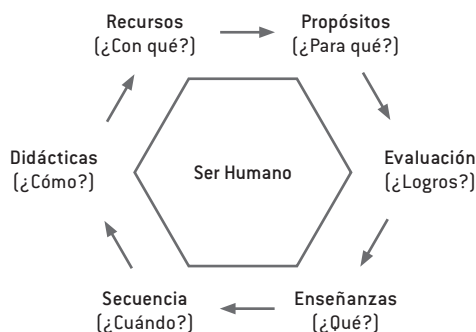 Recursos
(¿Con qué?)
Propósitos
(¿Para qué?)
Didácticas
(¿Cómo?)
Ser Humano
Evaluación
(¿Logros?)
Secuencia
(¿Cuándo?)
Enseñanzas
(¿Qué?)